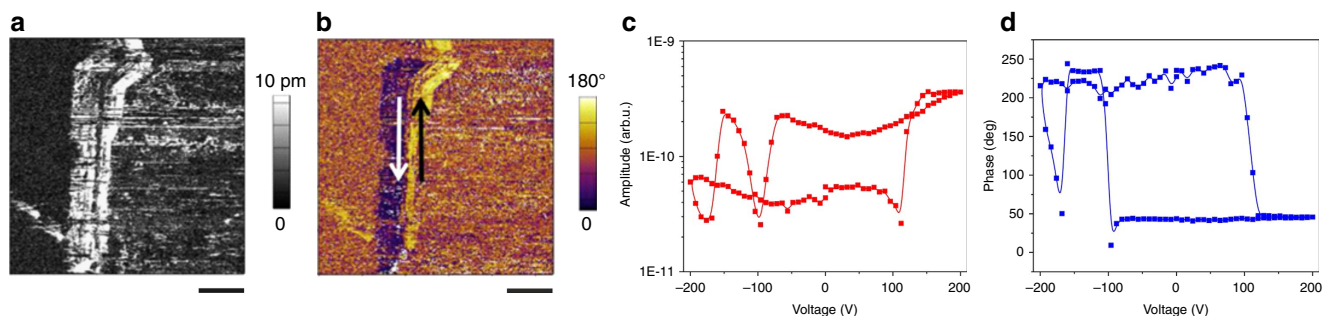 a
10 pm
0
b
180°
0
c
1E–9
1E–10
1E–11
Amplitude (arb.u.)
–200
–100
0
100
200
Voltage (V)
d
250
200
150
100
50
0
Phase (deg)
–200
–100
0
100
200
Voltage (V)